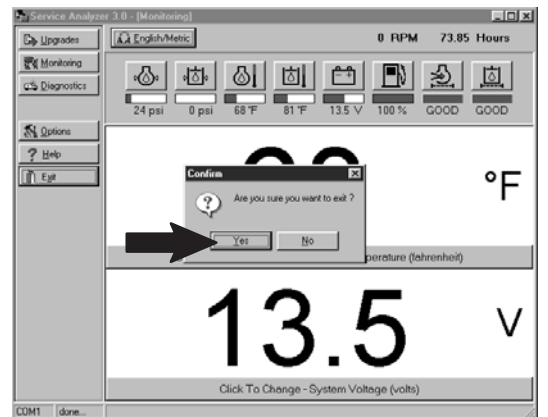 Service Analyzer 3.0 - [Monitoring]
Upgrades
English/Metric
0 RPM 73.85 Hours
Monitoring
Diagnostics
24 psi 0 psi 68 °F 81 °F 13.5 V 100 % GOOD GOOD
Options
? Help
Exit
Confirm
Are you sure you want to exit ?
Yes No
°F
perature (fahrenheit)
13.5 V
Click To Change - System Voltage (volts)
COM1 done...